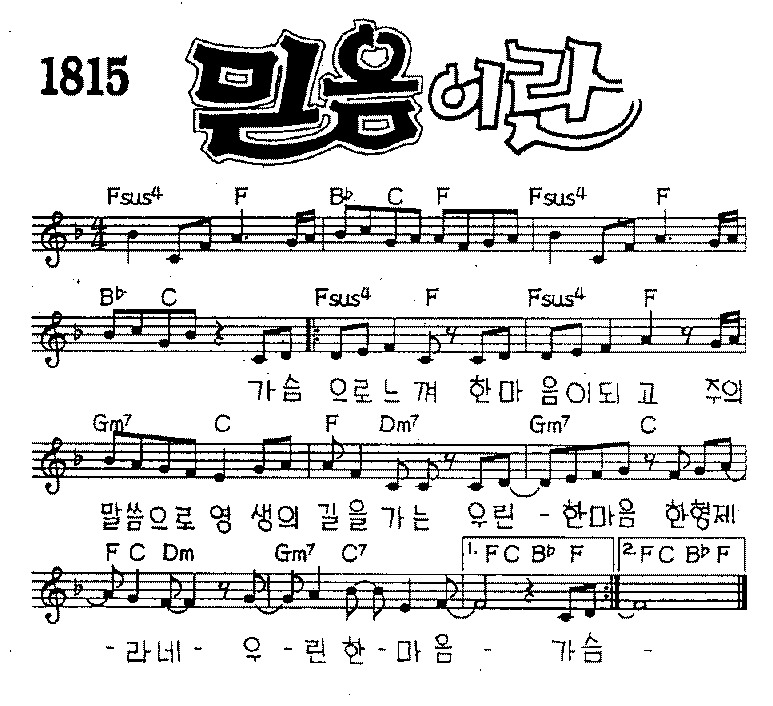 1815 믿음이란
Fsus4 F B♭ C F Fsus4 F
4 4
B♭ C Fsus4 F Fsus4 F
가슴 으로느껴 한마음이되고 주의
Gm7 C F Dm7 Gm7 C
말씀으로영 생의 길을가는 우린 - 한마음 한형제
F C Dm Gm7 C7 1. F C B♭ F 2. F C B♭ F
- 라네 - 우 - 린한 - 마음 - 가슴 -